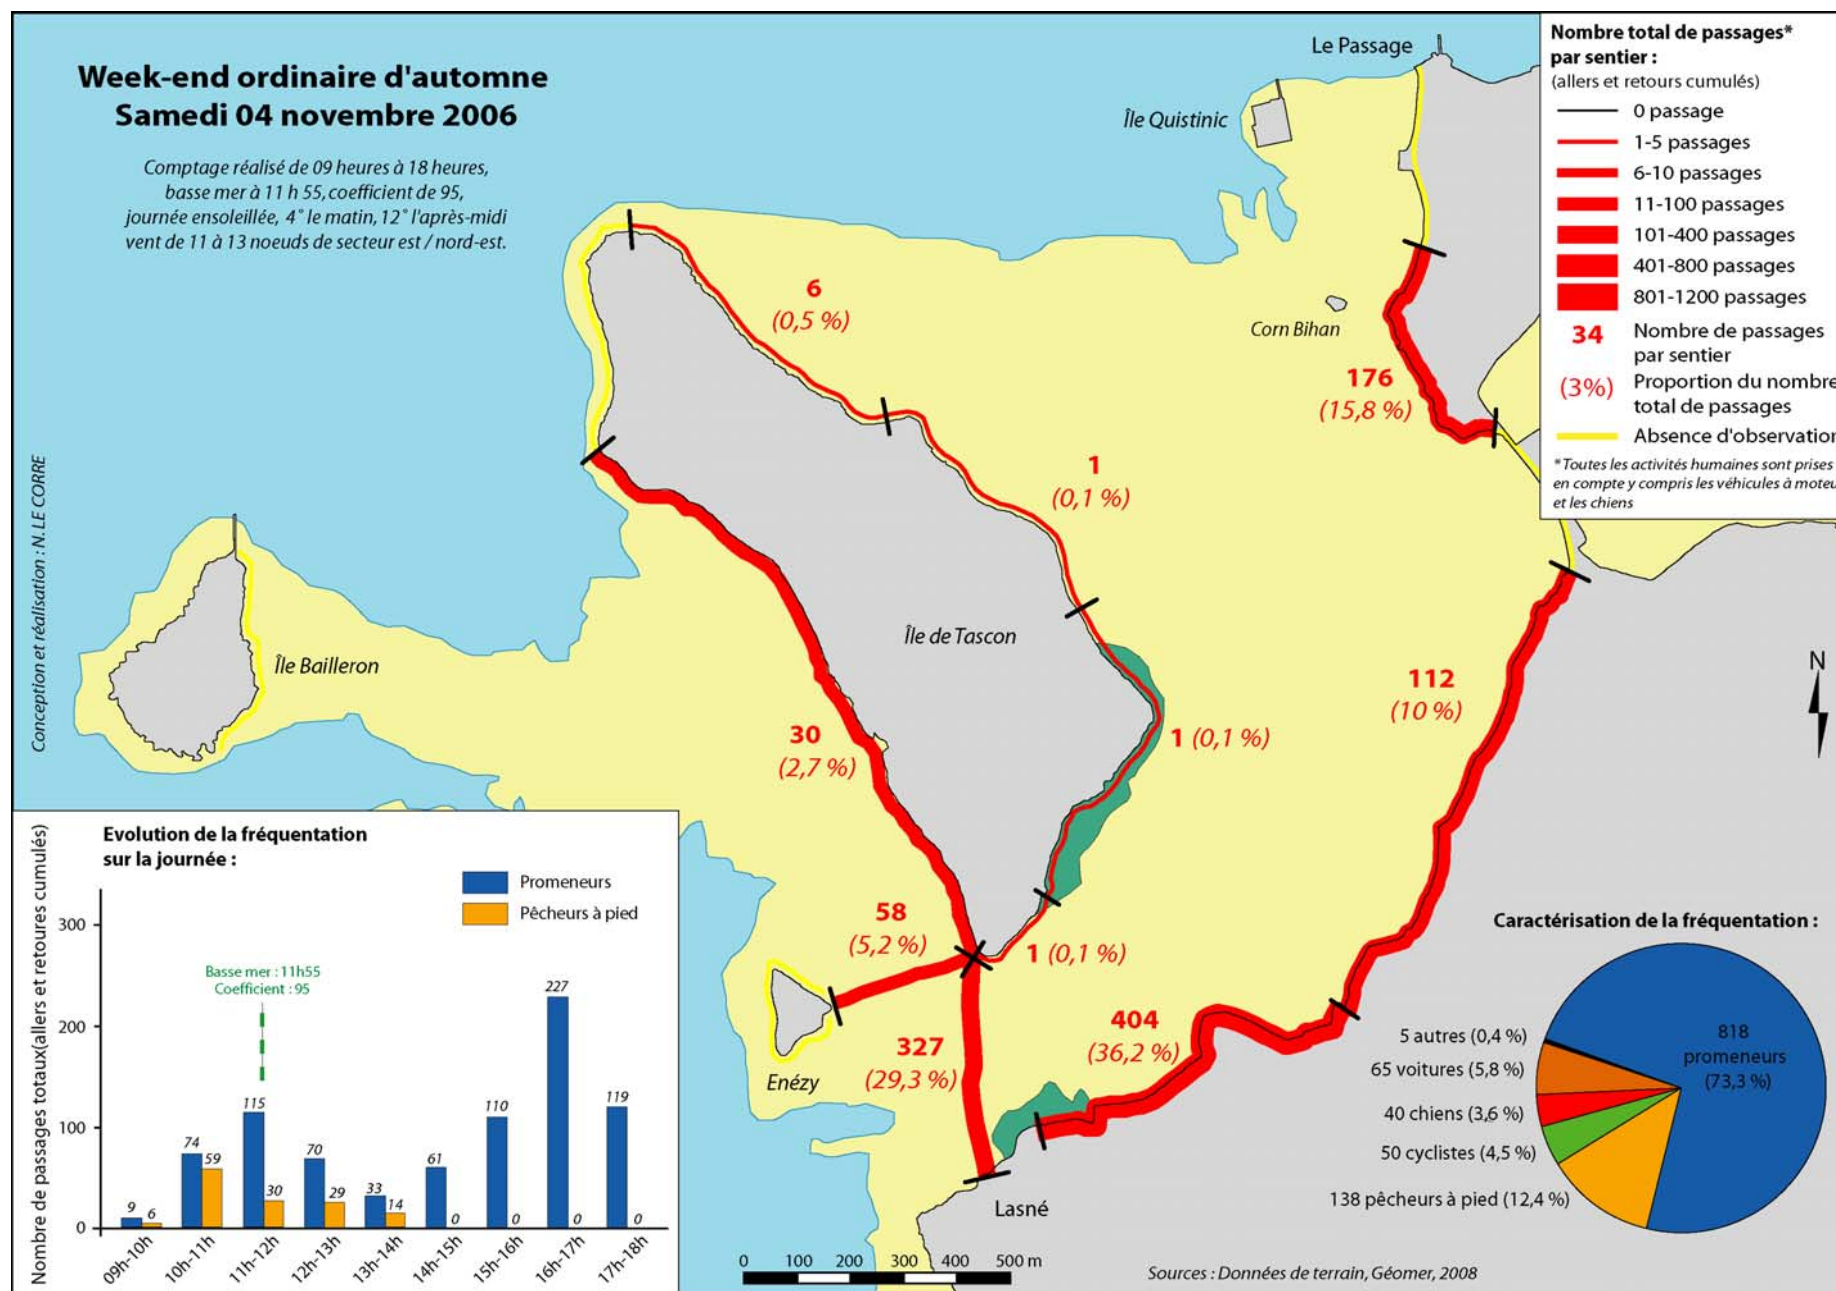 Week-end ordinaire d'automne
Samedi 04 novembre 2006
Comptage réalisé de 09 heures à 18 heures,
basse mer à 11 h 55, coefficient de 95,
journée ensoleillée, 4° le matin, 12° l'après-midi
vent de 11 à 13 noeuds de secteur est / nord-est.
Conception et réalisation : N. LE CORRE
Le Passage
Île Quistinic
Corn Bihan
Île de Tascon
Île Bailleron
Enézy
Lasné
6
(0,5 %)
1
(0,1 %)
176
(15,8 %)
112
(10 %)
1 (0,1 %)
30
(2,7 %)
58
(5,2 %)
1 (0,1 %)
327
(29,3 %)
404
(36,2 %)
Nombre total de passages*
par sentier :
(allers et retours cumulés)
0 passage
1-5 passages
6-10 passages
11-100 passages
101-400 passages
401-800 passages
801-1200 passages
34 Nombre de passages
par sentier
(3%) Proportion du nombre
total de passages
Absence d'observation
*Toutes les activités humaines sont prises
en compte y compris les véhicules à moteu
et les chiens
N
Evolution de la fréquentation
sur la journée :
Promeneurs
Pêcheurs à pied
Nombre de passages totaux(allers et retoures cumulés)
Basse mer : 11h55
Coefficient : 95
300
200
100
0
9 6
74 59
115 30
70 29
33 14
61 0
110 0
227 0
119 0
09h-10h
10h-11h
11h-12h
12h-13h
13h-14h
14h-15h
15h-16h
16h-17h
17h-18h
Caractérisation de la fréquentation :
818
promeneurs
(73,3 %)
5 autres (0,4 %)
65 voitures (5,8 %)
40 chiens (3,6 %)
50 cyclistes (4,5 %)
138 pêcheurs à pied (12,4 %)
0 100 200 300 400 500 m
Sources : Données de terrain, Géomer, 2008